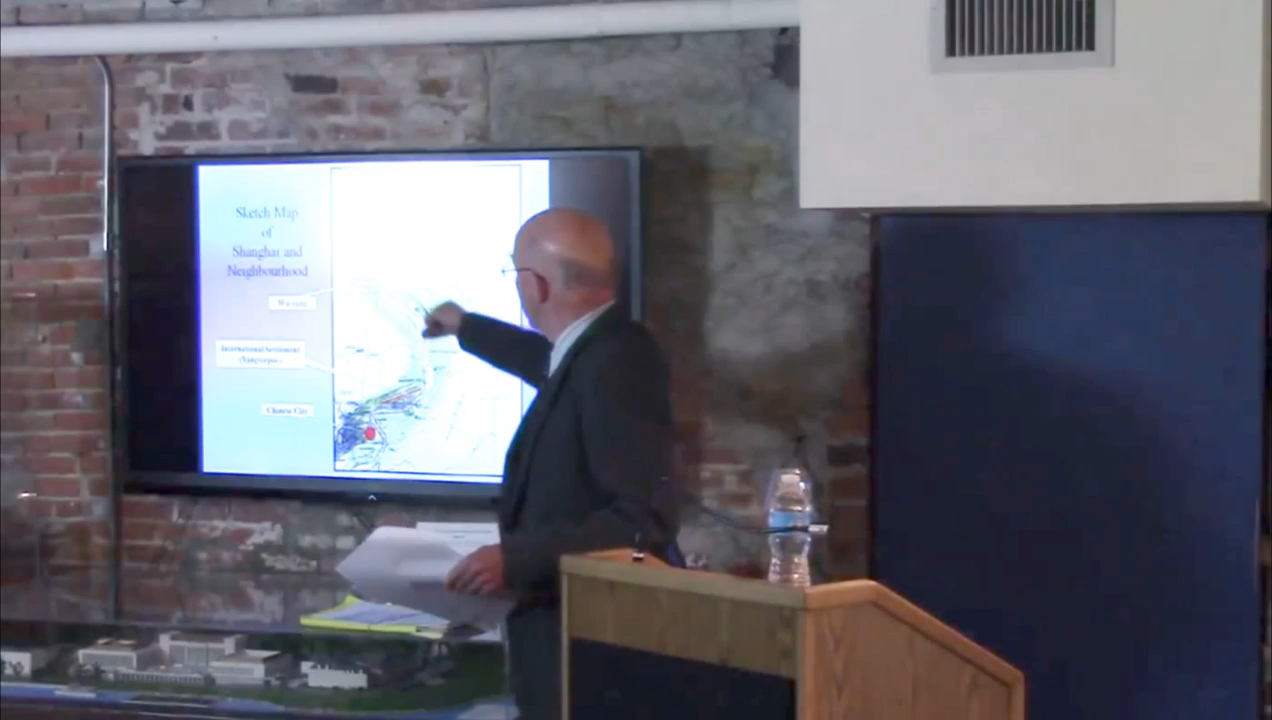 Sketch Map
of
Shanghai and
Neighbourhood
International Settlement
Chinese City